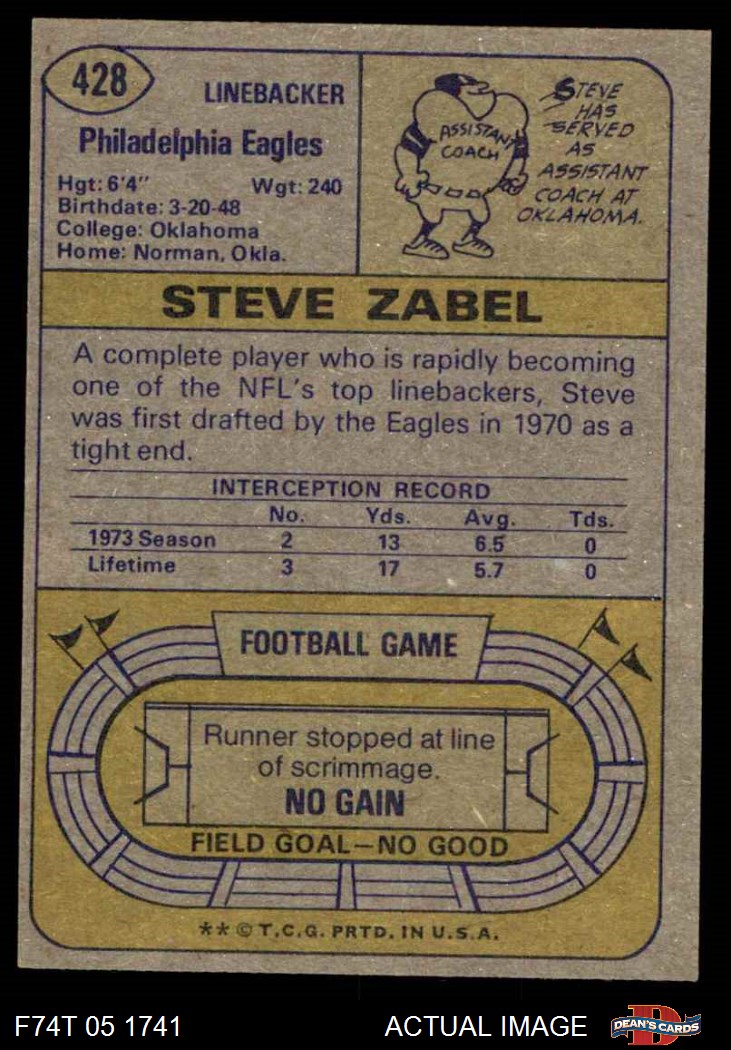 428
LINEBACKER
Philadelphia Eagles
Hgt: 6'4" Wgt: 240
Birthdate: 3-20-48
College: Oklahoma
Home: Norman, Okla.
ASSISTANT
COACH
STEVE
HAS
SERVED
AS
ASSISTANT
COACH AT
OKLAHOMA.
STEVE ZABEL
A complete player who is rapidly becoming
one of the NFL's top linebackers, Steve
was first drafted by the Eagles in 1970 as a
tight end.
INTERCEPTION RECORD
No. Yds. Avg. Tds.
1973 Season 2 13 6.5 0
Lifetime 3 17 5.7 0
FOOTBALL GAME
Runner stopped at line
of scrimmage.
NO GAIN
FIELD GOAL—NO GOOD
** © T.C.G. PRTD. IN U.S.A.
F74T 05 1741 ACTUAL IMAGE
D
DEAN'S CARDS